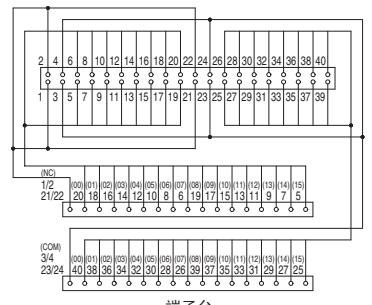 2 4 6 8 10 12 14 16 18 20 22 24 26 28 30 32 34 36 38 40
1 3 5 7 9 11 13 15 17 19 21 23 25 27 29 31 33 35 37 39
(NC) (00) (01) (02) (03) (04) (05) (06) (07) (08) (09) (10) (11) (12) (13) (14) (15)
1/2
21/22 20 18 16 14 12 10 8 6 19 17 15 13 11 9 7 5
(COM) (00) (01) (02) (03) (04) (05) (06) (07) (08) (09) (10) (11) (12) (13) (14) (15)
3/4
23/24 40 38 36 34 32 30 28 26 39 37 35 33 31 29 27 25